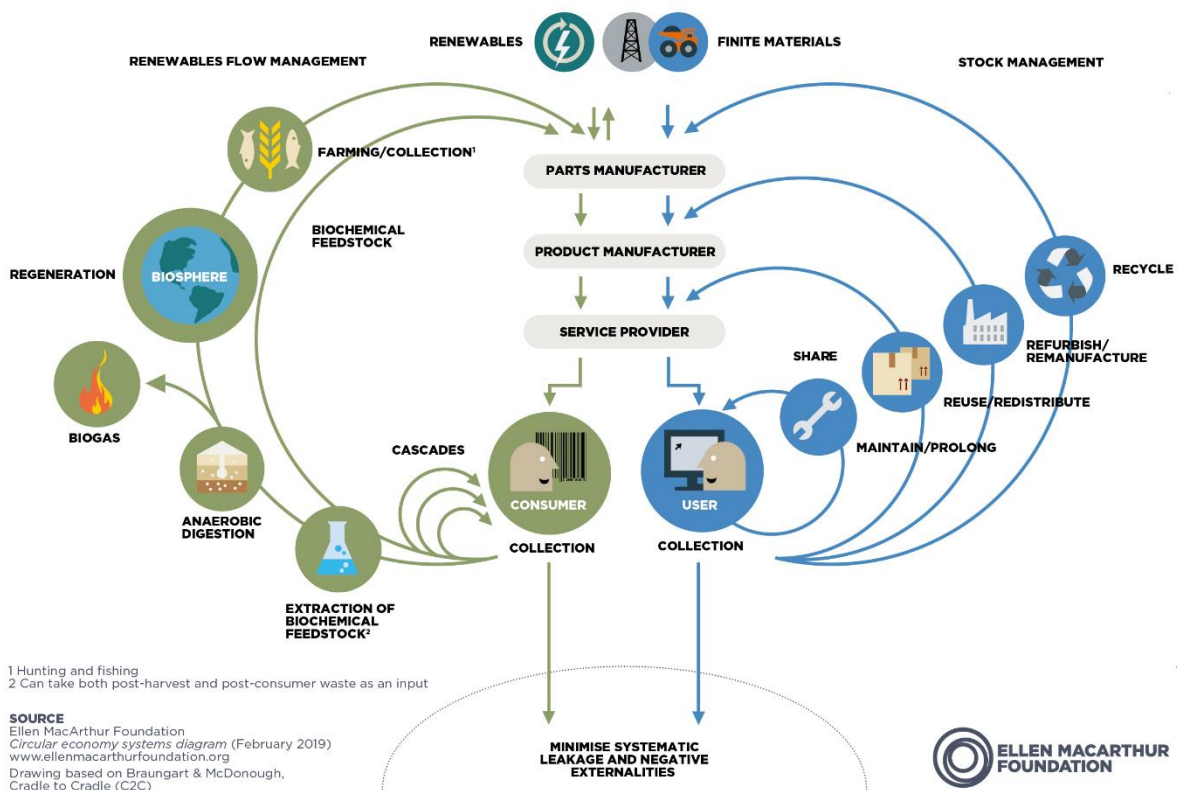 RENEWABLES
FINITE MATERIALS
RENEWABLES FLOW MANAGEMENT
STOCK MANAGEMENT
FARMING/COLLECTION¹
PARTS MANUFACTURER
BIOCHEMICAL
FEEDSTOCK
PRODUCT MANUFACTURER
REGENERATION
BIOSPHERE
RECYCLE
SERVICE PROVIDER
SHARE
REFURBISH/
REMANUFACTURE
REUSE/REDISTRIBUTE
BIOGAS
CASCADES
MAINTAIN/PROLONG
CONSUMER
USER
ANAEROBIC
DIGESTION
COLLECTION
COLLECTION
EXTRACTION OF
BIOCHEMICAL
FEEDSTOCK²
1 Hunting and fishing
2 Can take both post-harvest and post-consumer waste as an input
SOURCE
Ellen MacArthur Foundation
Circular economy systems diagram (February 2019)
www.ellenmacarthurfoundation.org
Drawing based on Braungart & McDonough,
Cradle to Cradle (C2C)
MINIMISE SYSTEMATIC
LEAKAGE AND NEGATIVE
EXTERNALITIES
ELLEN MACARTHUR
FOUNDATION